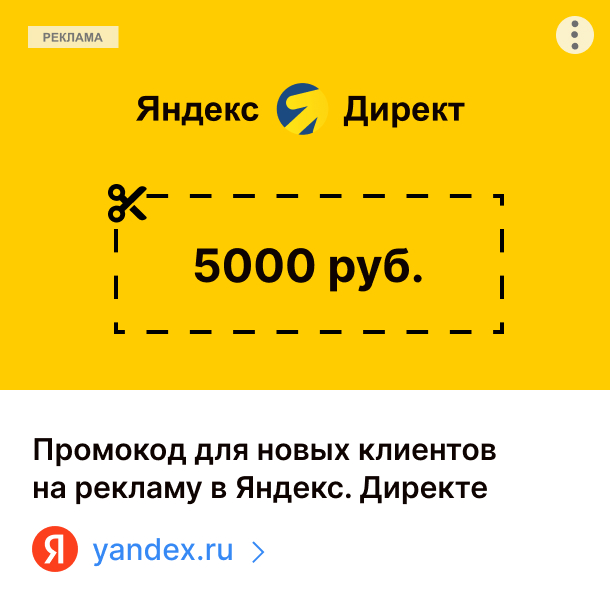 РЕКЛАМА
Яндекс Директ
5000 руб.
Промокод для новых клиентов
на рекламу в Яндекс. Директе
Я yandex.ru